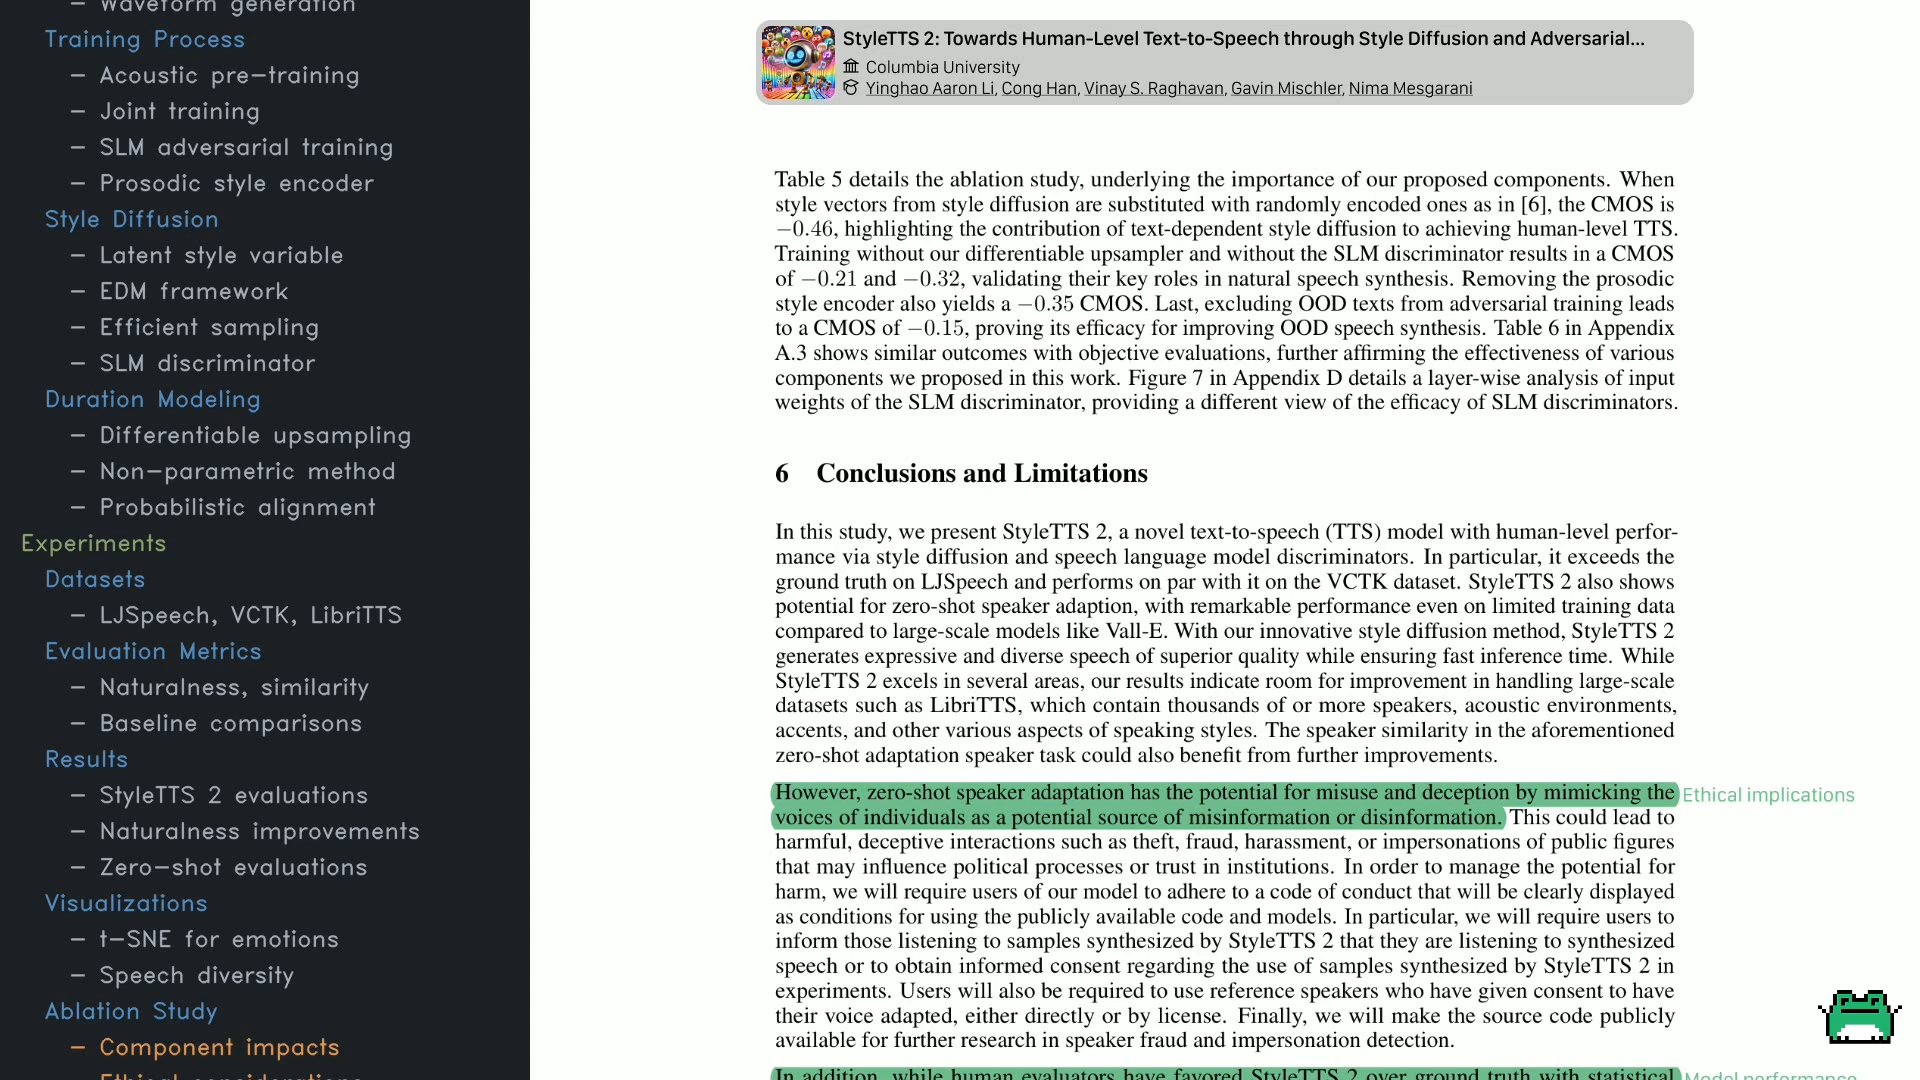 – Waveform generation
Training Process
– Acoustic pre-training
– Joint training
– SLM adversarial training
– Prosodic style encoder
Style Diffusion
– Latent style variable
– EDM framework
– Efficient sampling
– SLM discriminator
Duration Modeling
– Differentiable upsampling
– Non-parametric method
– Probabilistic alignment
Experiments
Datasets
– LJSpeech, VCTK, LibriTTS
Evaluation Metrics
– Naturalness, similarity
– Baseline comparisons
Results
– StyleTTS 2 evaluations
– Naturalness improvements
– Zero-shot evaluations
Visualizations
– t-SNE for emotions
– Speech diversity
Ablation Study
– Component impacts
– Ethical considerations
StyleTTS 2: Towards Human-Level Text-to-Speech through Style Diffusion and Adversarial...
Columbia University
Yinghao Aaron Li, Cong Han, Vinay S. Raghavan, Gavin Mischler, Nima Mesgarani
Table 5 details the ablation study, underlying the importance of our proposed components. When
style vectors from style diffusion are substituted with randomly encoded ones as in [6], the CMOS is
−0.46, highlighting the contribution of text-dependent style diffusion to achieving human-level TTS.
Training without our differentiable upsampler and without the SLM discriminator results in a CMOS
of −0.21 and −0.32, validating their key roles in natural speech synthesis. Removing the prosodic
style encoder also yields a −0.35 CMOS. Last, excluding OOD texts from adversarial training leads
to a CMOS of −0.15, proving its efficacy for improving OOD speech synthesis. Table 6 in Appendix
A.3 shows similar outcomes with objective evaluations, further affirming the effectiveness of various
components we proposed in this work. Figure 7 in Appendix D details a layer-wise analysis of input
weights of the SLM discriminator, providing a different view of the efficacy of SLM discriminators.
6 Conclusions and Limitations
In this study, we present StyleTTS 2, a novel text-to-speech (TTS) model with human-level perfor-
mance via style diffusion and speech language model discriminators. In particular, it exceeds the
ground truth on LJSpeech and performs on par with it on the VCTK dataset. StyleTTS 2 also shows
potential for zero-shot speaker adaption, with remarkable performance even on limited training data
compared to large-scale models like Vall-E. With our innovative style diffusion method, StyleTTS 2
generates expressive and diverse speech of superior quality while ensuring fast inference time. While
StyleTTS 2 excels in several areas, our results indicate room for improvement in handling large-scale
datasets such as LibriTTS, which contain thousands of or more speakers, acoustic environments,
accents, and other various aspects of speaking styles. The speaker similarity in the aforementioned
zero-shot adaptation speaker task could also benefit from further improvements.
However, zero-shot speaker adaptation has the potential for misuse and deception by mimicking the
Ethical implications
voices of individuals as a potential source of misinformation or disinformation. This could lead to
harmful, deceptive interactions such as theft, fraud, harassment, or impersonations of public figures
that may influence political processes or trust in institutions. In order to manage the potential for
harm, we will require users of our model to adhere to a code of conduct that will be clearly displayed
as conditions for using the publicly available code and models. In particular, we will require users to
inform those listening to samples synthesized by StyleTTS 2 that they are listening to synthesized
speech or to obtain informed consent regarding the use of samples synthesized by StyleTTS 2 in
experiments. Users will also be required to use reference speakers who have given consent to have
their voice adapted, either directly or by license. Finally, we will make the source code publicly
available for further research in speaker fraud and impersonation detection.
In addition, while human evaluators have favored StyleTTS 2 over ground truth with statistical
Model performance